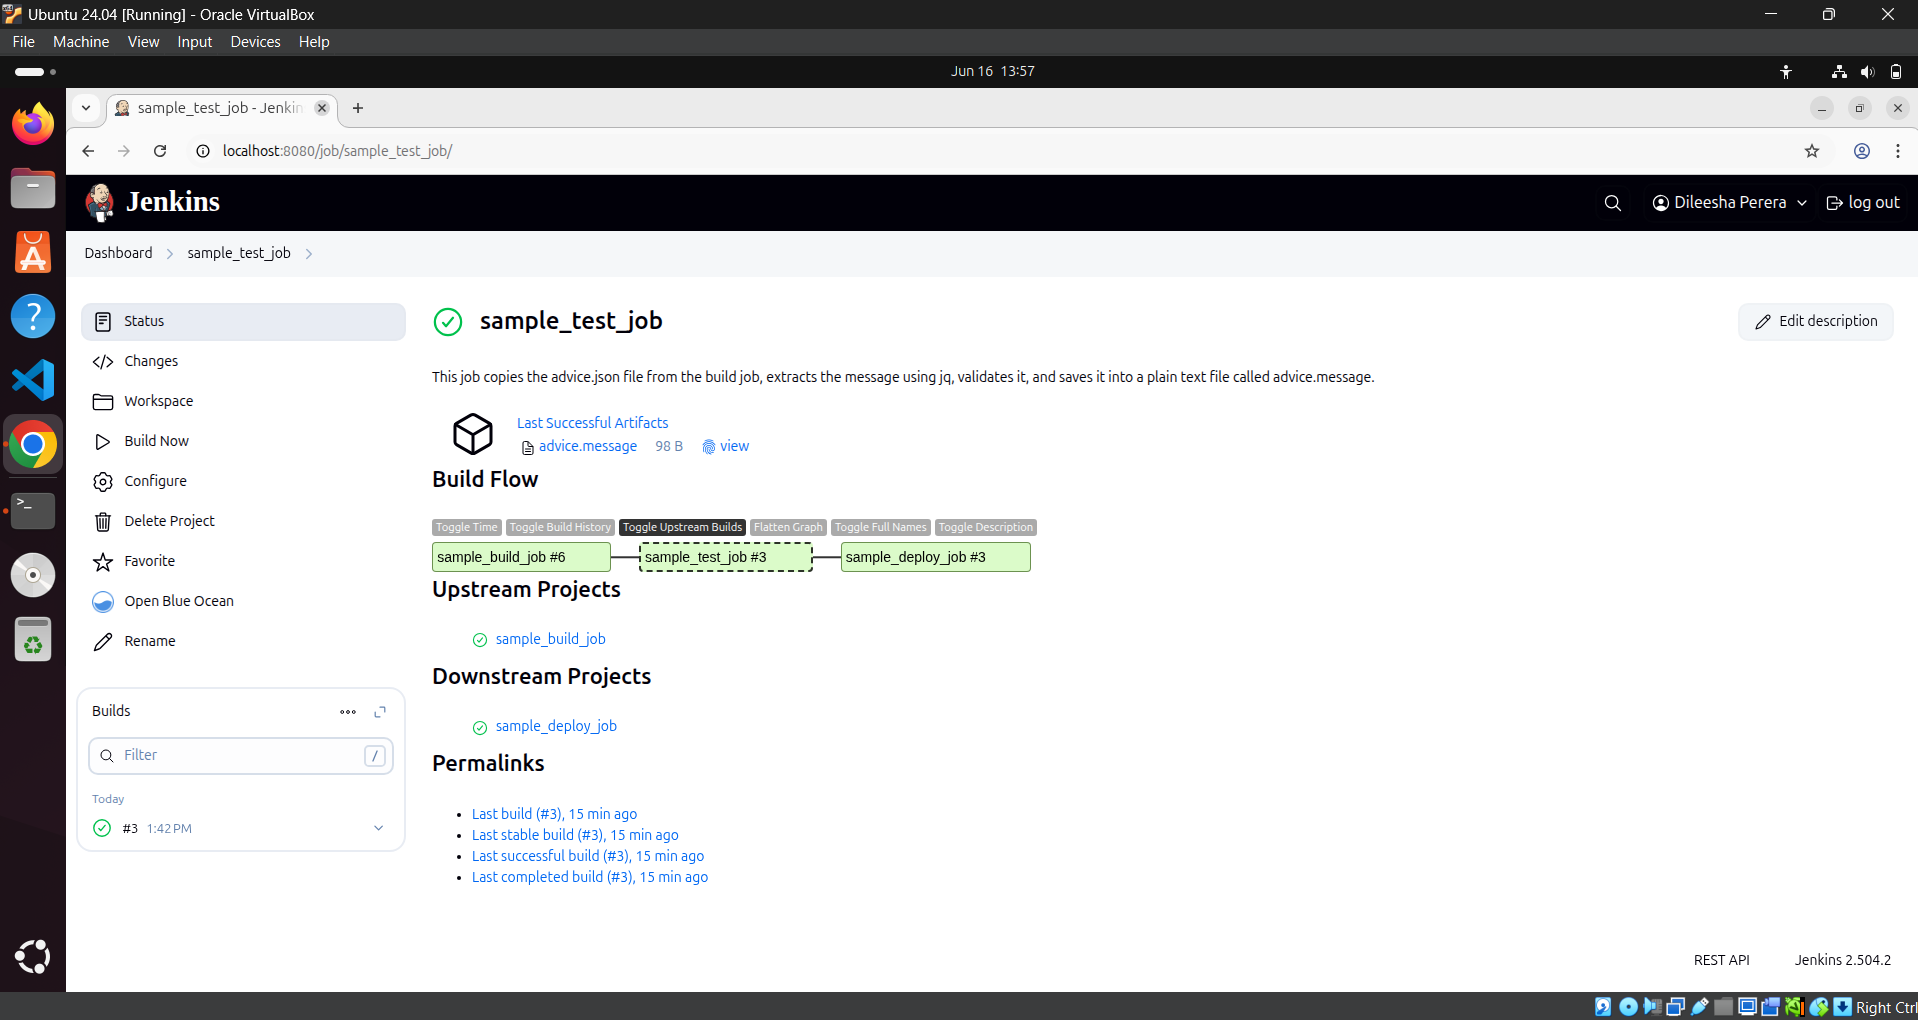 Ubuntu 24.04 [Running] - Oracle VirtualBox
File Machine View Input Devices Help
Jun 16 13:57
sample_test_job - Jenkin
localhost:8080/job/sample_test_job/
Jenkins
Dileesha Perera
log out
Dashboard
sample_test_job
Status
Changes
Workspace
Build Now
Configure
Delete Project
Favorite
Open Blue Ocean
Rename
Builds
Filter /
Today
#3 1:42 PM
sample_test_job
Edit description
This job copies the advice.json file from the build job, extracts the message using jq, validates it, and saves it into a plain text file called advice.message.
Last Successful Artifacts
advice.message 98 B view
Build Flow
Toggle Time Toggle Build History Toggle Upstream Builds Flatten Graph Toggle Full Names Toggle Description
sample_build_job #6 sample_test_job #3 sample_deploy_job #3
Upstream Projects
sample_build_job
Downstream Projects
sample_deploy_job
Permalinks
Last build (#3), 15 min ago
Last stable build (#3), 15 min ago
Last successful build (#3), 15 min ago
Last completed build (#3), 15 min ago
REST API Jenkins 2.504.2
Right Ctrl